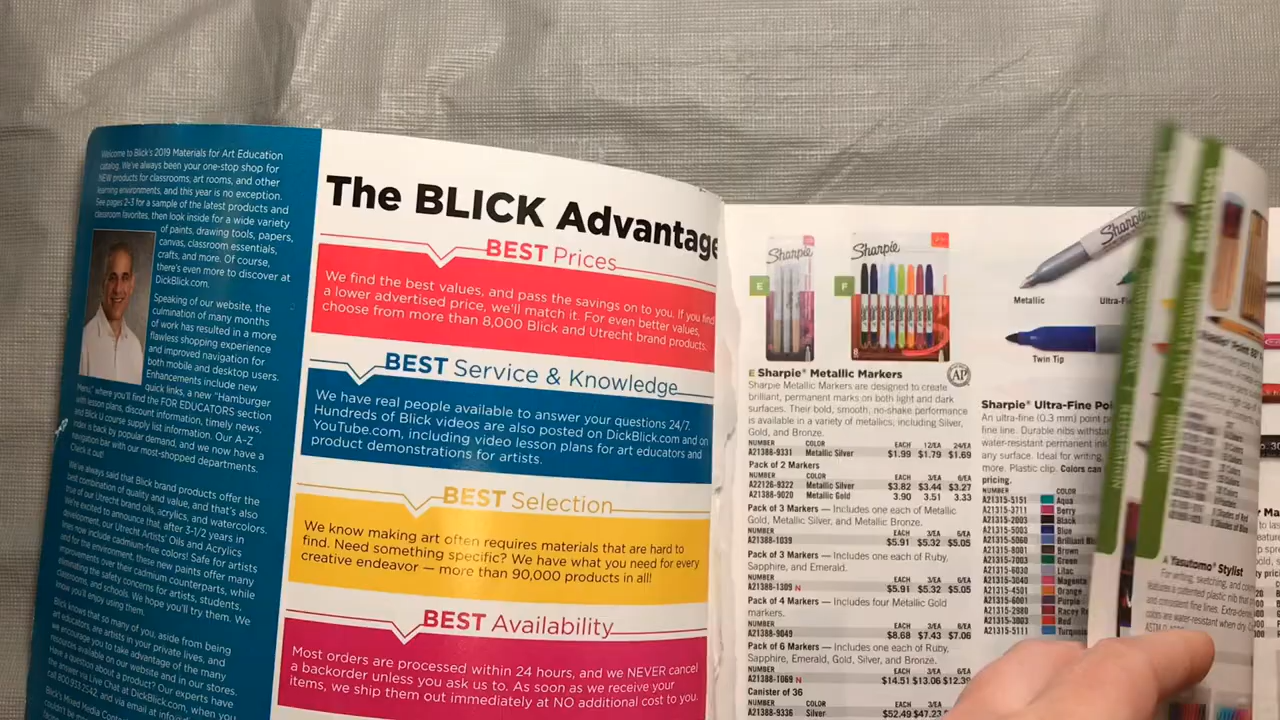 Welcome to Blick's 2019 Materials for Art Education
catalog. We've always been your one-stop shop for
NEW products for classrooms, art rooms, and other
learning environments, and this year is no exception.
See pages 2-3 for a sample of the latest products and
classroom favorites, then look inside for a wide variety
of paints, drawing tools, papers,
canvas, classroom essentials,
crafts, and more. Of course,
there's even more to discover at
DickBlick.com.
Speaking of our website, the
culmination of many months
of work has resulted in a more
flawless shopping experience
and improved navigation for
both mobile and desktop users.
Enhancements include new
quick links, a new "Hamburger
Menu" where you'll find the FOR EDUCATORS section
with lesson plans, discount information, timely news,
and Blick U course supply list information. Our A-Z
index is back by popular demand, and we now have a
navigation bar with our most-shopped departments.
Check it out!
We've always said that Blick brand products offer the
best combination of quality and value, and that's also
true of our Utrecht brand oils, acrylics, and watercolors.
We're excited to announce that, after 3-1/2 years in
development, our Utrecht Artists' Oils and Acrylics
lines now include cadmium-free colors! Safe for artists
and for the environment, these new paints offer many
improvements over their cadmium counterparts, while
eliminating the safety concerns for artists, students,
classrooms, and schools. We hope you'll try them. We
know you'll enjoy using them.
Blick knows that so many of you, aside from being
art educators, are artists in your private lives, and
we encourage you to take advantage of the many
resources available on our website and in our stores.
Have a question about a product? Our experts have
the answer via Live Chat at DickBlick.com, when you
call 800.933.2542, and via email at
Blick's Mixed Media
The BLICK Advantage
BEST Prices
We find the best values, and pass the savings on to you. If you find
a lower advertised price, we'll match it. For even better values,
choose from more than 8,000 Blick and Utrecht brand products.
BEST Service & Knowledge
We have real people available to answer your questions 24/7.
Hundreds of Blick videos are also posted on DickBlick.com and on
YouTube.com, including video lesson plans for art educators and
product demonstrations for artists.
BEST Selection
We know making art often requires materials that are hard to
find. Need something specific? We have what you need for every
creative endeavor — more than 90,000 products in all!
BEST Availability
Most orders are processed within 24 hours, and we NEVER cancel
a backorder unless you ask us to. As soon as we receive your
items, we ship them out immediately at NO additional cost to you.
E
Sharpie
F
Sharpie
Sharpie
Metallic
Ultra-Fi
Twin Tip
E Sharpie® Metallic Markers
AP
Sharpie Metallic Markers are designed to create
brilliant, permanent marks on both light and dark
surfaces. Their bold, smooth, no-shake performance
is available in a variety of metallics, including Silver,
Gold, and Bronze.
NUMBER COLOR EACH 12/EA 24/EA
A21388-9331 Metallic Silver $1.99 $1.79 $1.69
Pack of 2 Markers
NUMBER COLOR EACH 3/EA 6/EA
A22126-9322 Metallic Silver $3.82 $3.44 $3.27
A21388-9020 Metallic Gold 3.90 3.51 3.33
Pack of 3 Markers — Includes one each of Metallic
Gold, Metallic Silver, and Metallic Bronze.
NUMBER EACH 3/EA 6/EA
A21388-1039 $5.91 $5.32 $5.05
Pack of 3 Markers — Includes one each of Ruby,
Sapphire, and Emerald.
NUMBER EACH 3/EA 6/EA
A21388-1309 N $5.91 $5.32 $5.05
Pack of 4 Markers — Includes four Metallic Gold
markers.
NUMBER EACH 3/EA 6/EA
A21388-9049 $8.68 $7.43 $7.06
Pack of 6 Markers — Includes one each of Ruby,
Sapphire, Emerald, Gold, Silver, and Bronze.
NUMBER EACH 3/EA 6/EA
A21388-1069 N $14.51 $13.06 $12.39
Canister of 36
NUMBER COLOR EACH
A21388-9336 Silver $52.49 $47.23
Sharpie® Ultra-Fine Poi
An ultra-fine (0.3 mm) point p
fine line. Durable nibs withsta
water-resistant permanent ink
any surface. Ideal for writing,
more. Plastic clip. Colors can
pricing.
NUMBER COLOR
A21315-5151 Aqua
A21315-3711 Berry
A21315-2003 Black
A21315-5003 Blue
A21315-5060 Brilliant Bl
A21315-8001 Brown
A21315-7003 Green
A21315-6030 Lilac
A21315-3040 Magenta
A21315-4501 Orange
A21315-6001 Purple
A21315-2980 Racey
A21315-3003 Red
A21315-5111 Turquois
Yasutomo® Stylist